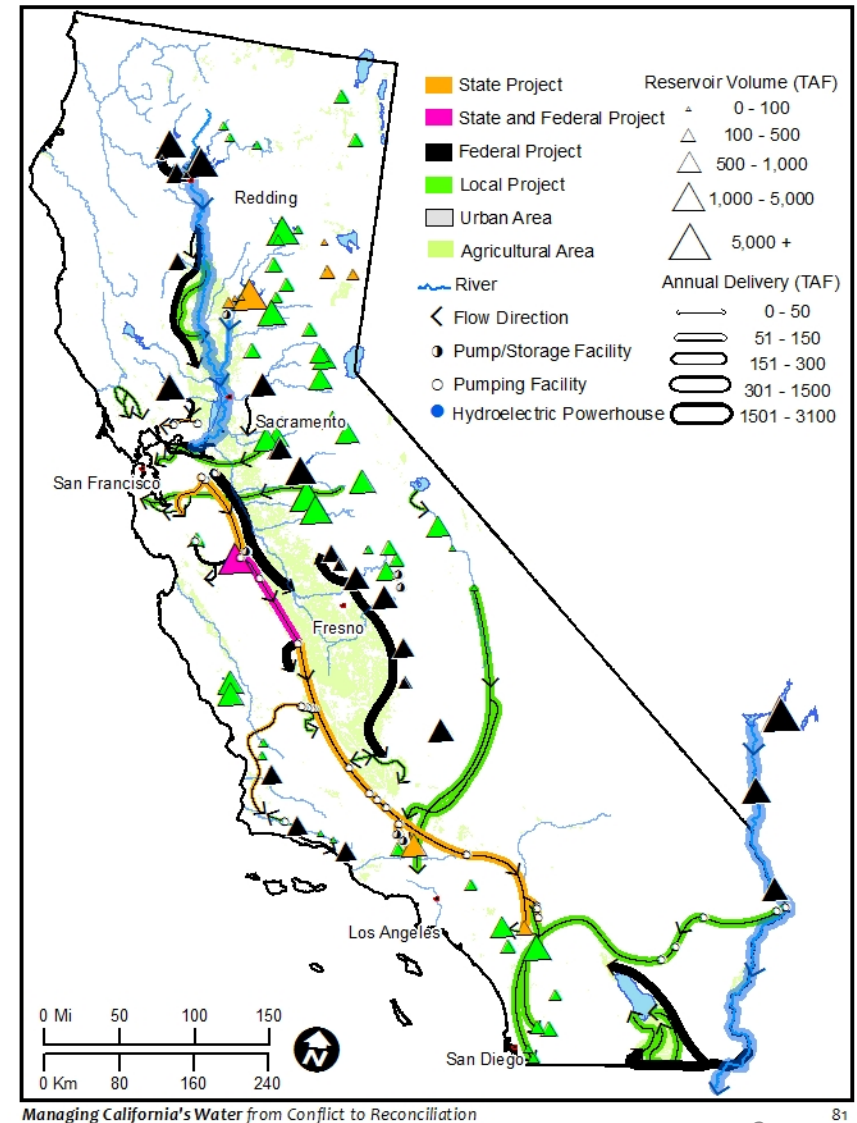 State Project
State and Federal Project
Federal Project
Local Project
Urban Area
Agricultural Area
River
Flow Direction
Pump/Storage Facility
Pumping Facility
Hydroelectric Powerhouse
Reservoir Volume (TAF)
0 - 100
100 - 500
500 - 1,000
1,000 - 5,000
5,000 +
Annual Delivery (TAF)
0 - 50
51 - 150
151 - 300
301 - 1500
1501 - 3100
Redding
Sacramento
San Francisco
Fresno
Los Angeles
San Diego
0 Mi 50 100 150
0 Km 80 160 240
N
Managing California's Water from Conflict to Reconciliation 81